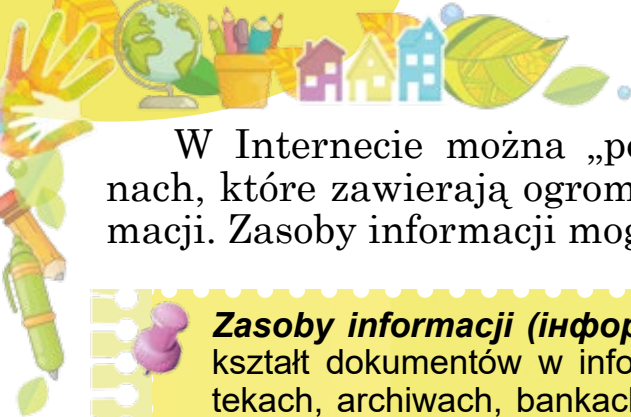 W Internecie można „po
nach, które zawierają ogrom
macji. Zasoby informacji mog
Zasoby informacji (інфор
kształt dokumentów w info
tekach, archiwach, bankach